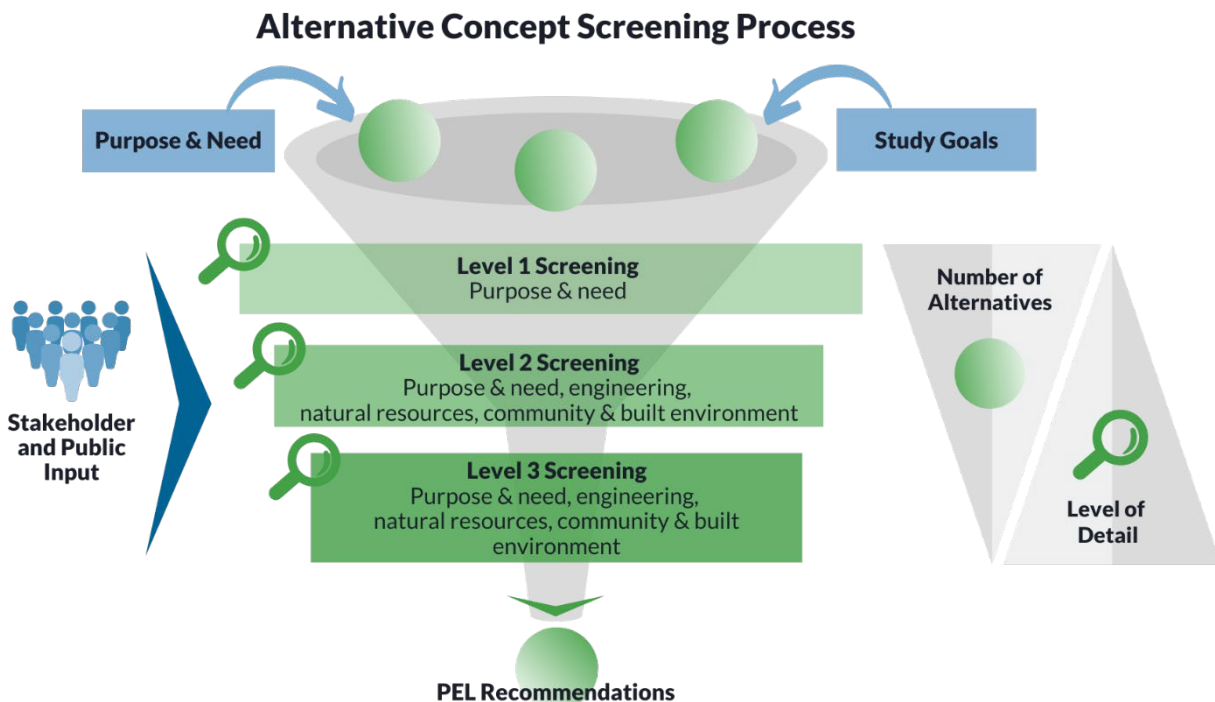 Alternative Concept Screening Process
Purpose & Need
Study Goals
Level 1 Screening
Purpose & need
Number of
Alternatives
Level 2 Screening
Purpose & need, engineering,
natural resources, community & built environment
Stakeholder
and Public
Input
Level 3 Screening
Purpose & need, engineering,
natural resources, community & built
environment
Level of
Detail
PEL Recommendations